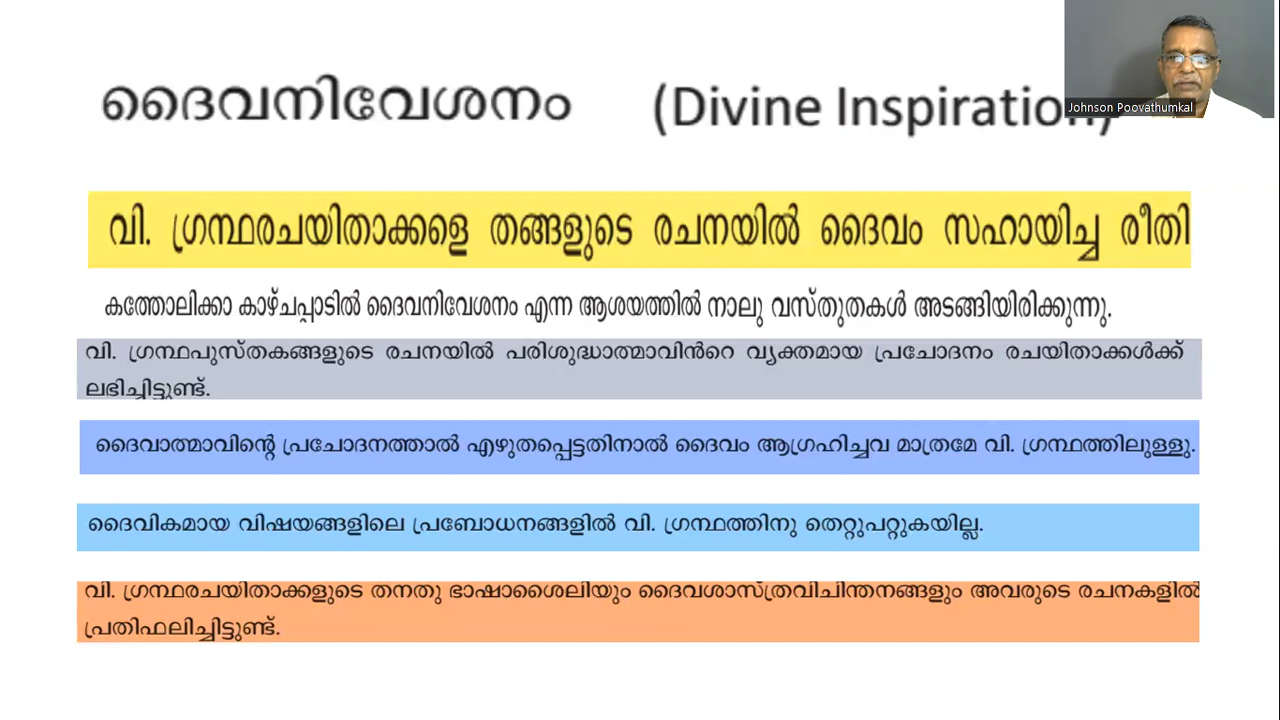 ദൈവനിവേശനം (Divine Inspiration)
Johnson Poovathumkal
വി. ഗ്രന്ഥരചയിതാക്കളെ തങ്ങളുടെ രചനയിൽ ദൈവം സഹായിച്ച രീതി
കത്തോലിക്കാ കാഴ്ചപ്പാടിൽ ദൈവനിവേശനം എന്ന ആശയത്തിൽ നാലു വസ്തുതകൾ അടങ്ങിയിരിക്കുന്നു.
വി. ഗ്രന്ഥപുസ്തകങ്ങളുടെ രചനയിൽ പരിശുദ്ധാത്മാവിൻറെ വ്യക്തമായ പ്രചോദനം രചയിതാക്കൾക്ക്
ലഭിച്ചിട്ടുണ്ട്.
ദൈവാത്മാവിന്റെ പ്രചോദനത്താൽ എഴുതപ്പെട്ടതിനാൽ ദൈവം ആഗ്രഹിച്ചവ മാത്രമേ വി. ഗ്രന്ഥത്തിലുള്ളു.
ദൈവികമായ വിഷയങ്ങളിലെ പ്രബോധനങ്ങളിൽ വി. ഗ്രന്ഥത്തിനു തെറ്റുപറ്റുകയില്ല.
വി. ഗ്രന്ഥരചയിതാക്കളുടെ തനതു ഭാഷാശൈലിയും ദൈവശാസ്ത്രവിചിന്തനങ്ങളും അവരുടെ രചനകളിൽ
പ്രതിഫലിച്ചിട്ടുണ്ട്.